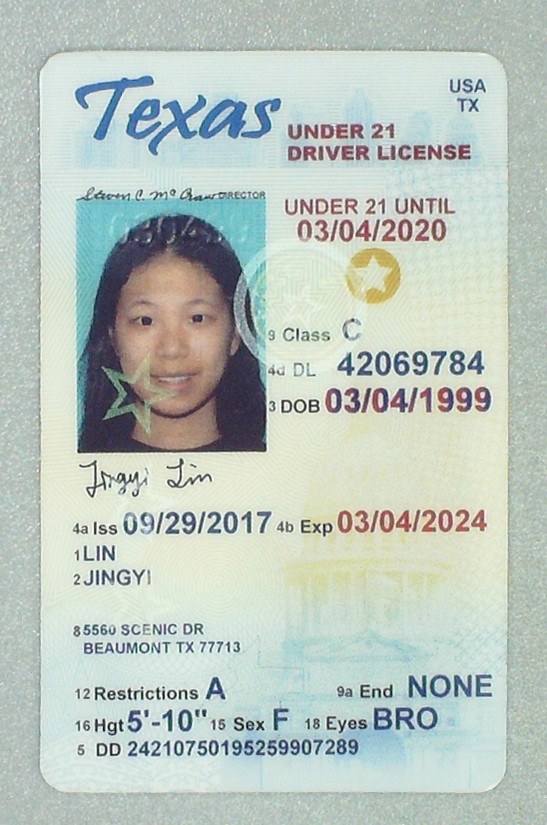 Texas
USA
TX
UNDER 21
DRIVER LICENSE
Steven C. McCraw DIRECTOR
UNDER 21 UNTIL
03/04/2020
9 Class C
4d DL 42069784
3 DOB 03/04/1999
Jingyi Lin
4a Iss 09/29/2017 4b Exp 03/04/2024
1 LIN
2 JINGYI
8 5560 SCENIC DR
BEAUMONT TX 77713
12 Restrictions A 9a End NONE
16 Hgt 5'-10" 15 Sex F 18 Eyes BRO
5 DD 24210750195259907289